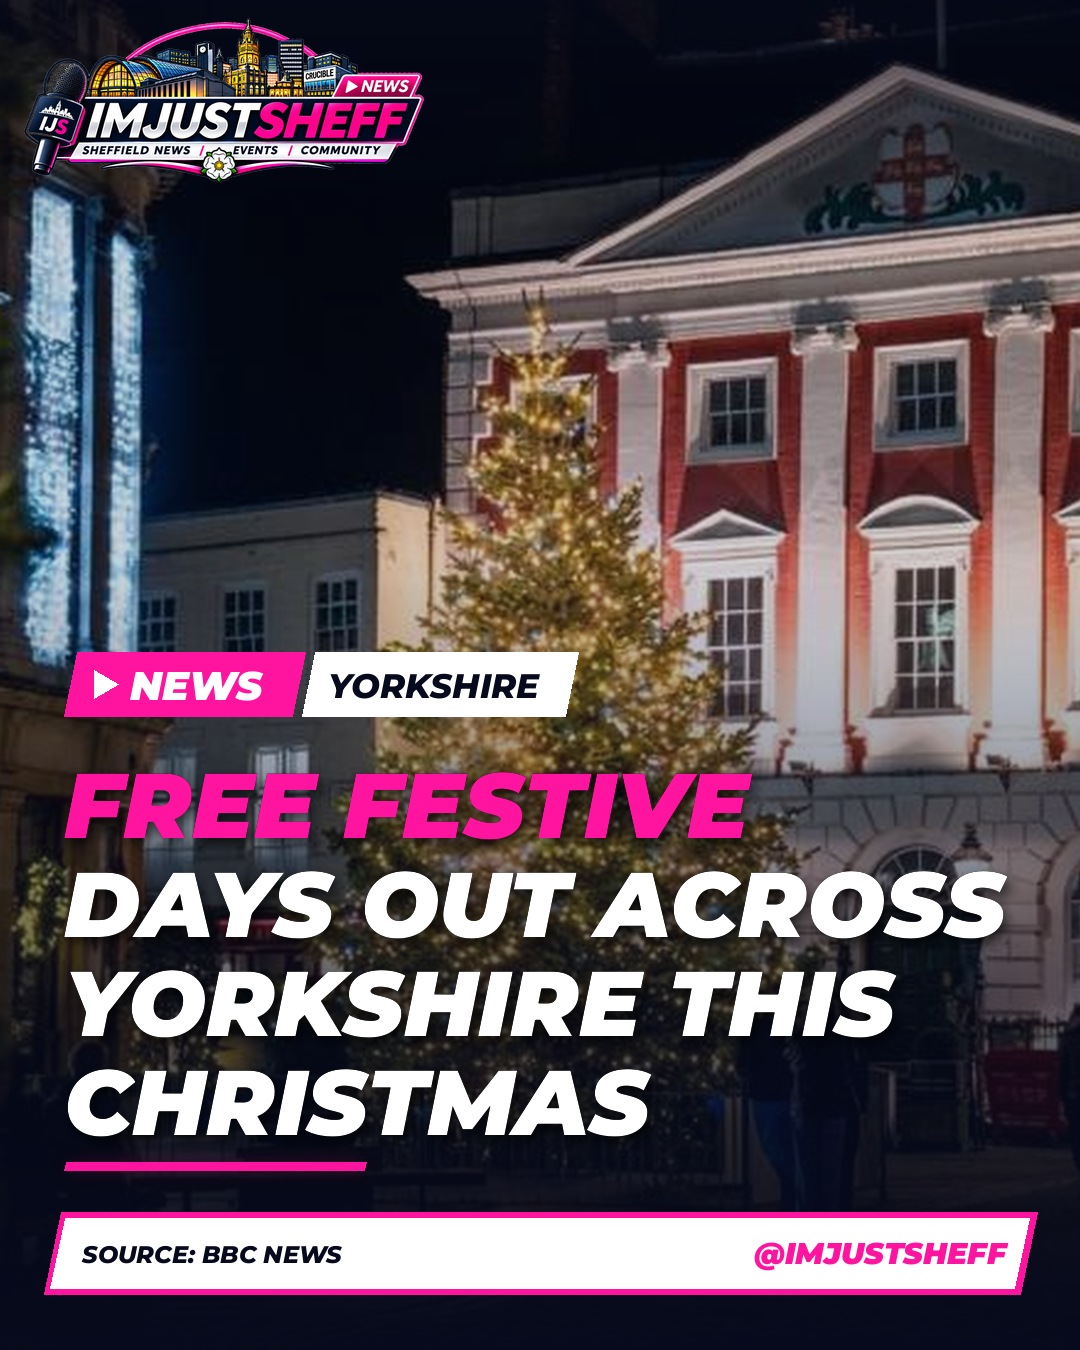 CRUCIBLE
NEWS
IJS
IMJUSTSHEFF
SHEFFIELD NEWS / EVENTS / COMMUNITY
NEWS YORKSHIRE
FREE FESTIVE
DAYS OUT ACROSS
YORKSHIRE THIS
CHRISTMAS
SOURCE: BBC NEWS @IMJUSTSHEFF